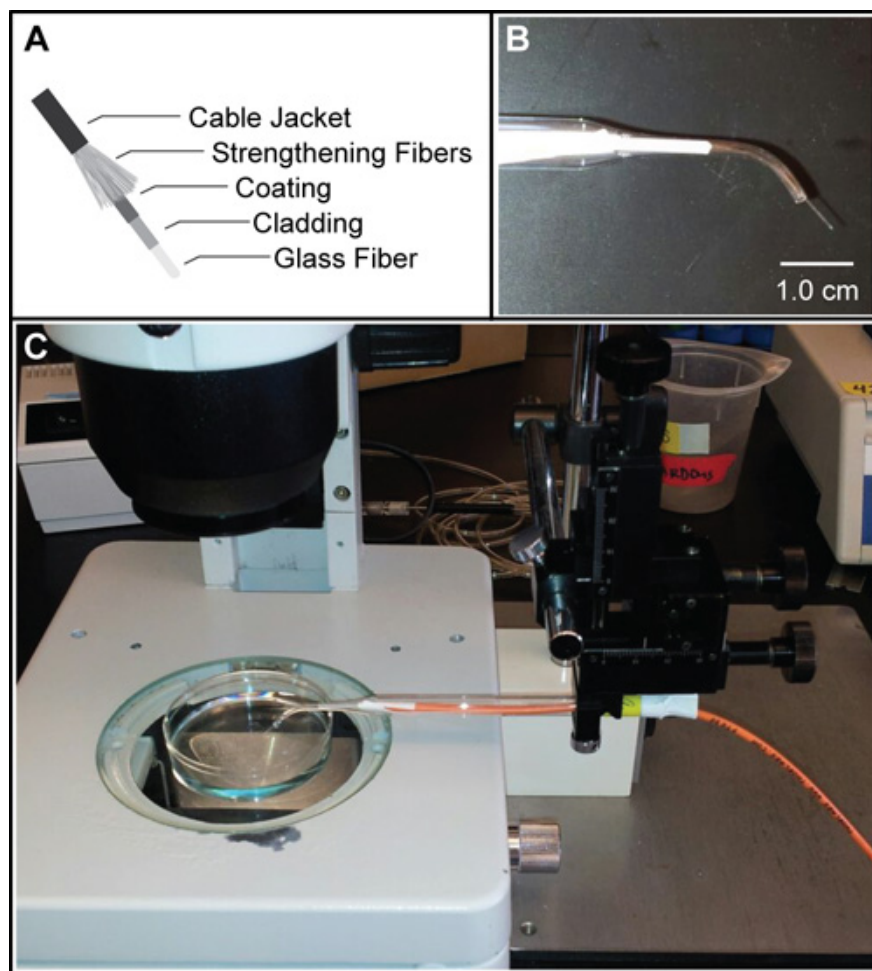 A
Cable Jacket
Strengthening Fibers
Coating
Cladding
Glass Fiber
B
1.0 cm
C